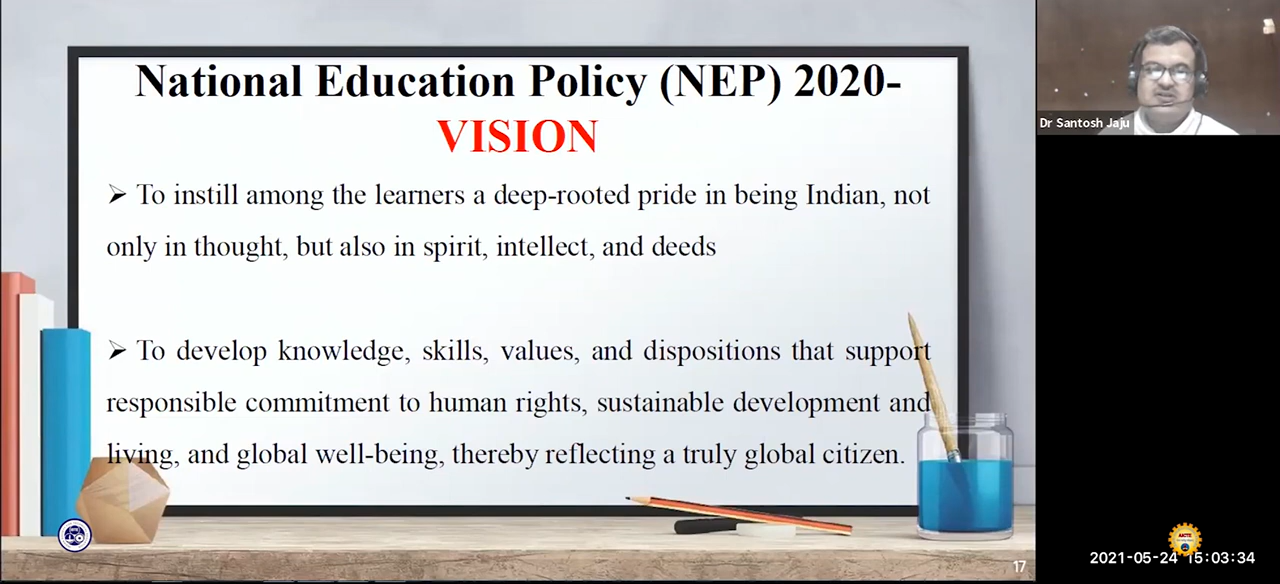 National Education Policy (NEP) 2020-
VISION
➢ To instill among the learners a deep-rooted pride in being Indian, not
only in thought, but also in spirit, intellect, and deeds
➢ To develop knowledge, skills, values, and dispositions that support
responsible commitment to human rights, sustainable development and
living, and global well-being, thereby reflecting a truly global citizen.
17
Dr Santosh Jaju
AICTE
2021-05-24 15:03:34